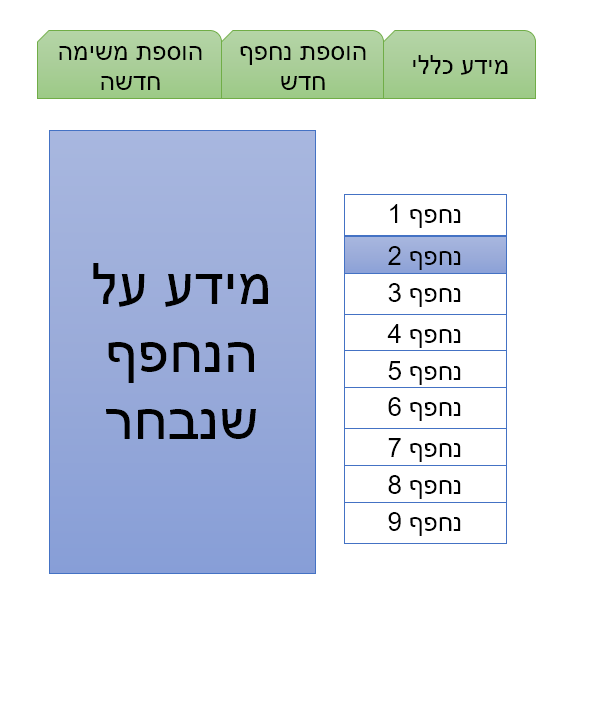 מידע כללי
הוספת נחפף
חדש
הוספת משימה
חדשה
נחפף 1
נחפף 2
נחפף 3
נחפף 4
נחפף 5
נחפף 6
נחפף 7
נחפף 8
נחפף 9
מידע על
הנחפף
שנבחר